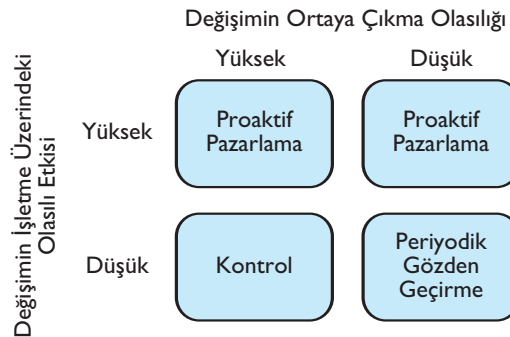 Değişimin Ortaya Çıkma Olasılığı
Yüksek
Düşük
Değişimin İşletme Üzerindeki
Olasılı Etkisi
Yüksek
Proaktif
Pazarlama
Proaktif
Pazarlama
Düşük
Kontrol
Periyodik
Gözden
Geçirme